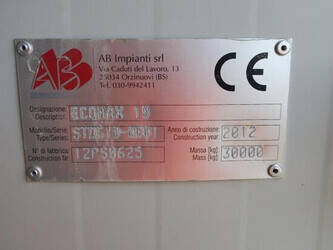 AB
AB Impianti srl
Via Caduti del Lavoro, 13
25034 Orzinuovi (BS)
Tel. 030-9942411
CE
Designazione:
Description: ECOMAX 10
Modello/Serie: Anno di costruzione:
Type/Series: Construction year: 2012
N° di fabbrica: Massa [kg]:
Construction Nr 12PS0625 Mass [kg]: 30000